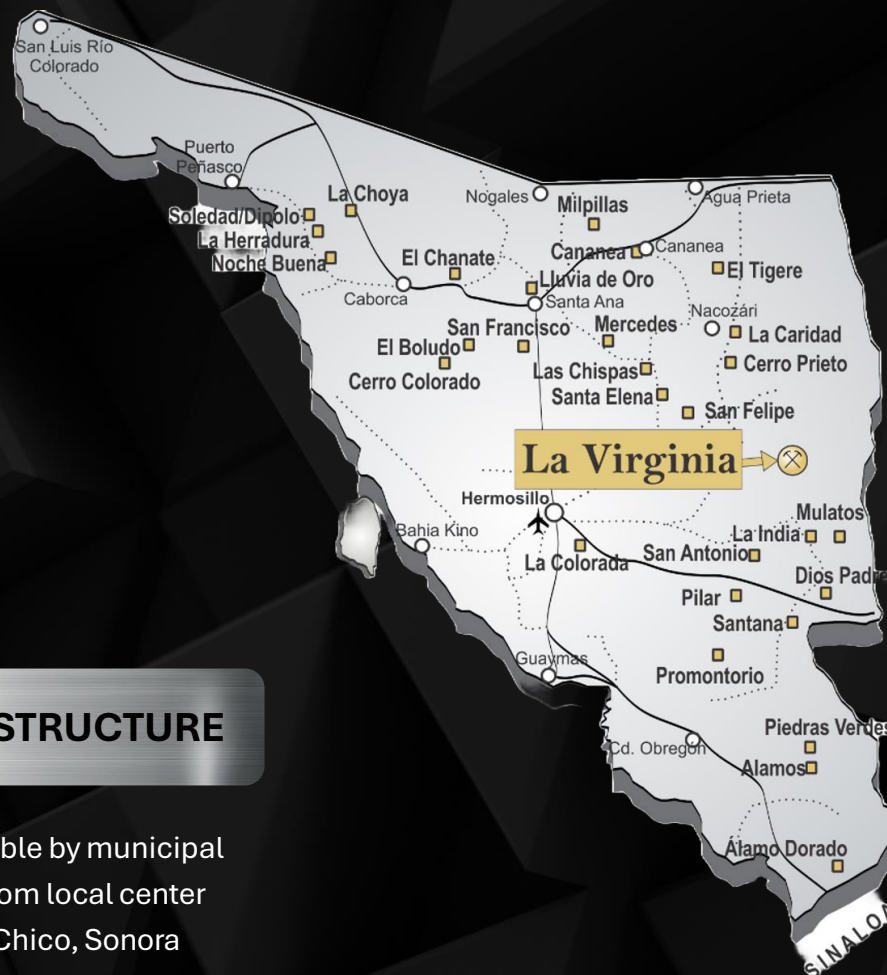 San Luis Río
Colorado
Puerto
Peñasco
La Choya
Nogales
Milpillas
Agua Prieta
Soledad/Dipolo
La Herradura
Noche Buena
El Chanate
Cananea
Cananea
El Tigere
Lluvia de Oro
Caborca
Santa Ana
Nacozári
San Francisco
Mercedes
La Caridad
El Boludo
Cerro Prieto
Cerro Colorado
Las Chispas
Santa Elena
San Felipe
La Virginia
Hermosillo
Mulatos
Bahia Kino
La India
La Colorada
San Antonio
Dios Padre
Pilar
Santana
Guaymas
Promontorio
STRUCTURE
Piedras Verdes
Cd. Obregón
Alamos
ble by municipal
Álamo Dorado
om local center
Chico, Sonora
SINALOA